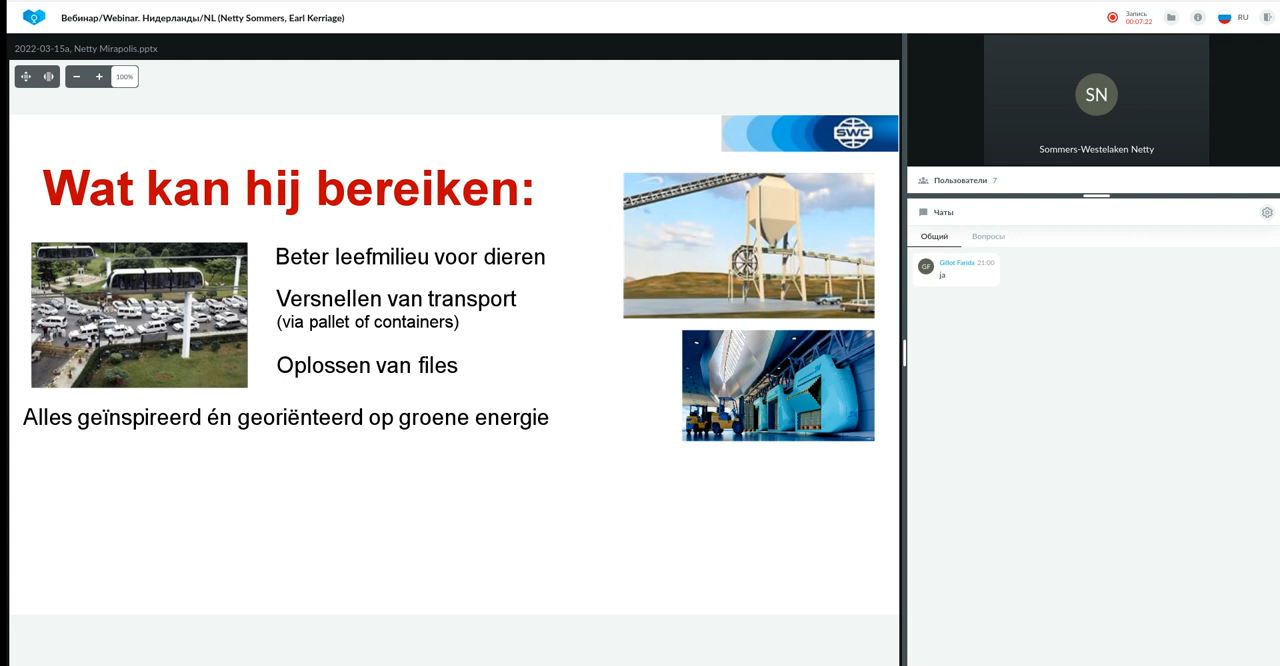 Вебинар/Webinar. Нидерланды/NL (Netty Sommers, Earl Kerriage)
Запись
00:07:22
RU
2022-03-15a, Netty Mirapolis.pptx
100%
SWC
Wat kan hij bereiken:
Beter leefmilieu voor dieren
Versnellen van transport
(via pallet of containers)
Oplossen van files
Alles geïnspireerd én georiënteerd op groene energie
SN
Sommers-Westelaken Netty
Пользователи 7
Чаты
Общий Вопросы
GF Gillot Farida 21:00
ja